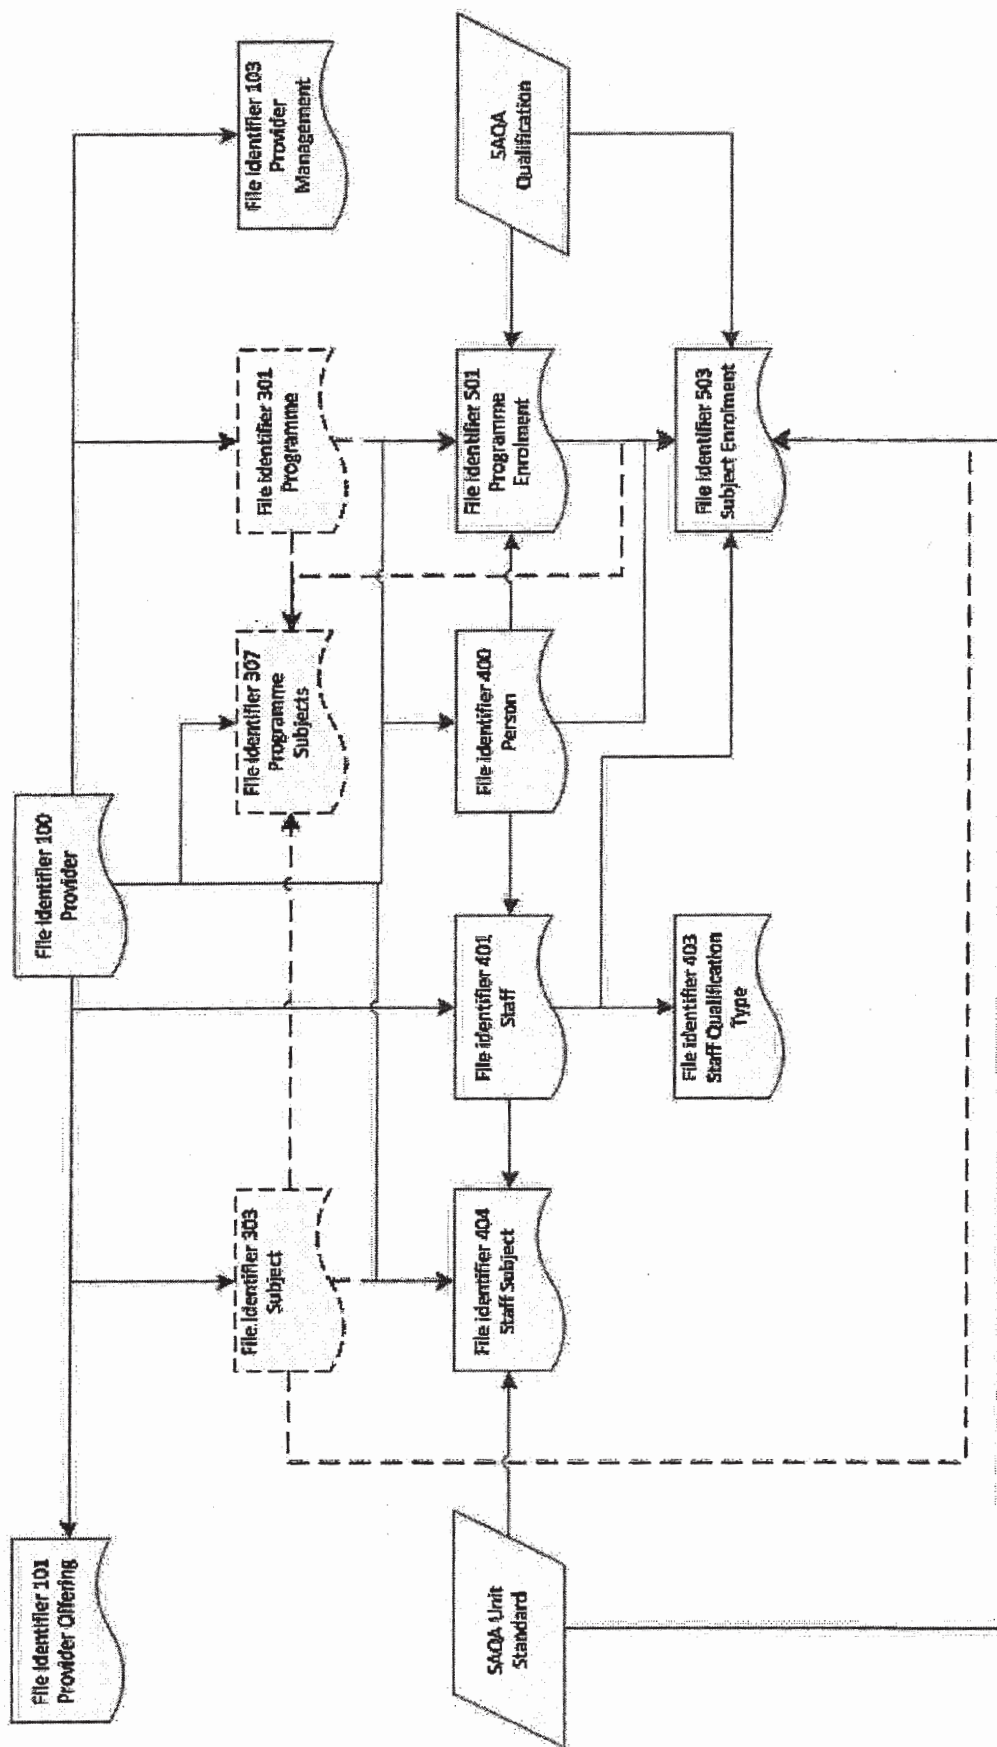 File Identifier 100
Provider
File Identifier 101
Provider Offering
File Identifier 303
Subject
File Identifier 307
Programme
Subjects
File Identifier 301
Programme
File Identifier 103
Provider
Management
SAQA Unit
Standard
File Identifier 404
Staff Subject
File Identifier 401
Staff
File Identifier 400
Person
File Identifier 501
Programme
Enrolment
SAQA
Qualification
File Identifier 403
Staff Qualification
Type
File Identifier 503
Subject Enrolment